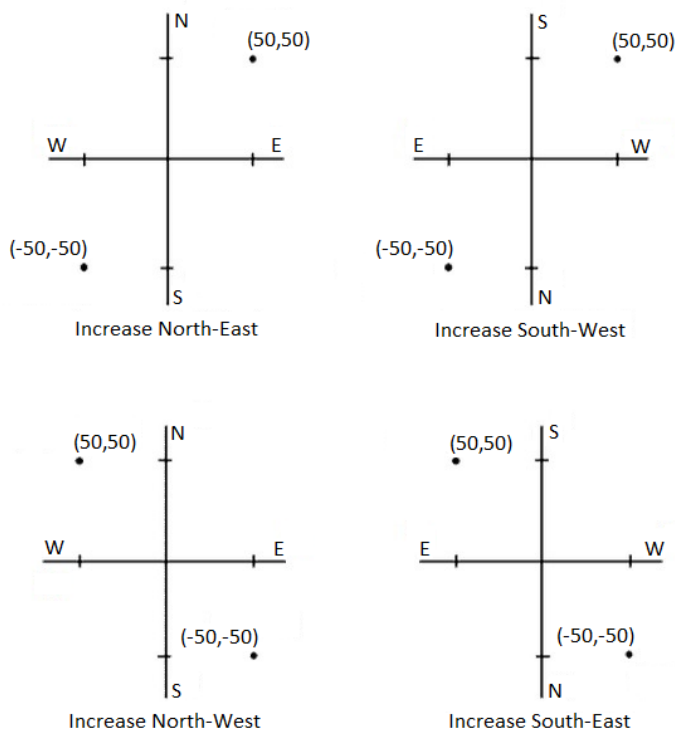 N
(50,50)
W
E
(-50,-50)
S
Increase North-East
S
(50,50)
E
W
(-50,-50)
N
Increase South-West
N
(50,50)
W
E
(-50,-50)
S
Increase North-West
S
(50,50)
E
W
(-50,-50)
N
Increase South-East